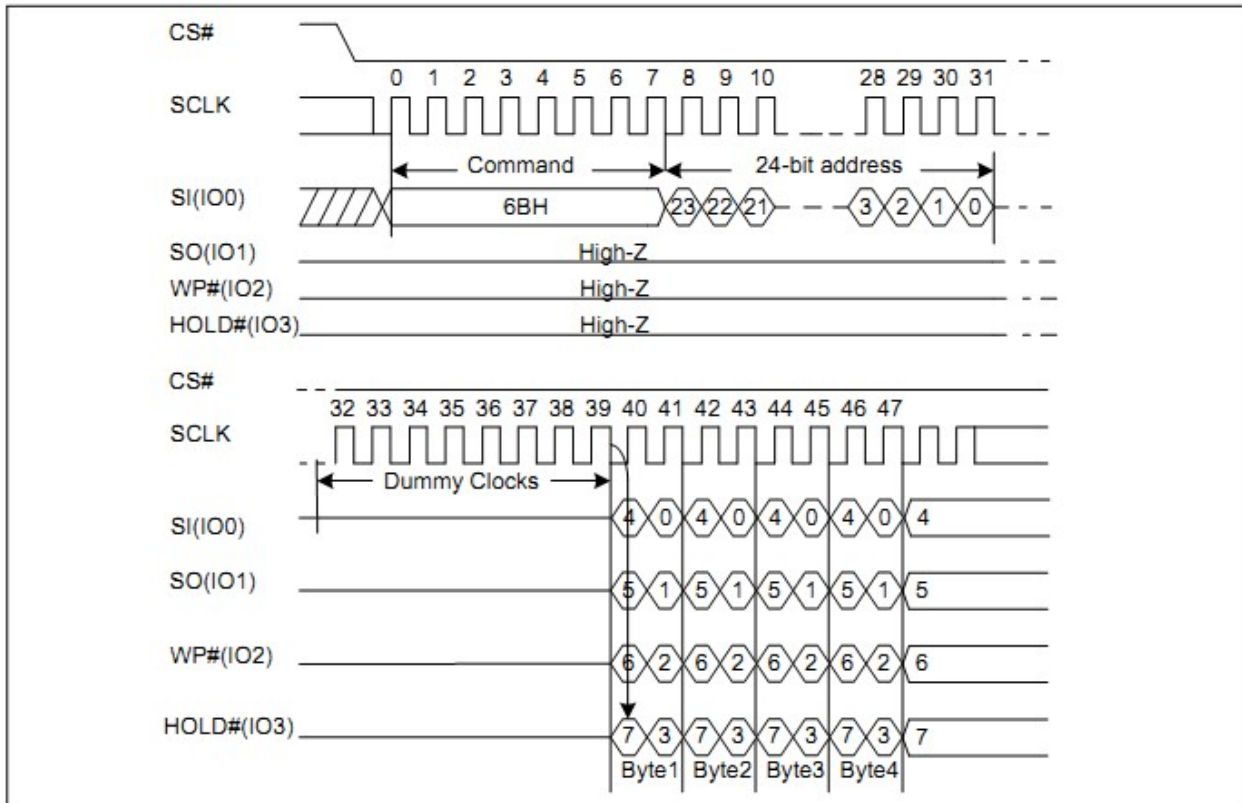 CS#
0 1 2 3 4 5 6 7 8 9 10 28 29 30 31
SCLK
Command 24-bit address
SI(IO0) 6BH 23 22 21 3 2 1 0
SO(IO1) High-Z
WP#(IO2) High-Z
HOLD#(IO3) High-Z
CS#
32 33 34 35 36 37 38 39 40 41 42 43 44 45 46 47
SCLK
Dummy Clocks
SI(IO0) 4 0 4 0 4 0 4 0 4
SO(IO1) 5 1 5 1 5 1 5 1 5
WP#(IO2) 6 2 6 2 6 2 6 2 6
HOLD#(IO3) 7 3 7 3 7 3 7 3 7
Byte1 Byte2 Byte3 Byte4